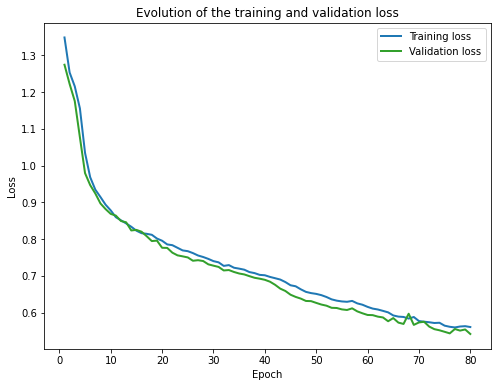 Evolution of the training and validation loss
Training loss
Validation loss
1.3
1.2
1.1
1.0
0.9
0.8
0.7
0.6
Loss
0 10 20 30 40 50 60 70 80
Epoch